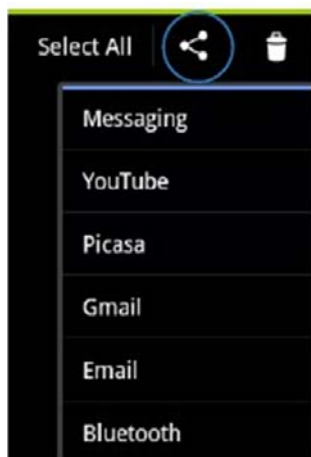 Select All
Messaging
YouTube
Picasa
Gmail
Email
Bluetooth